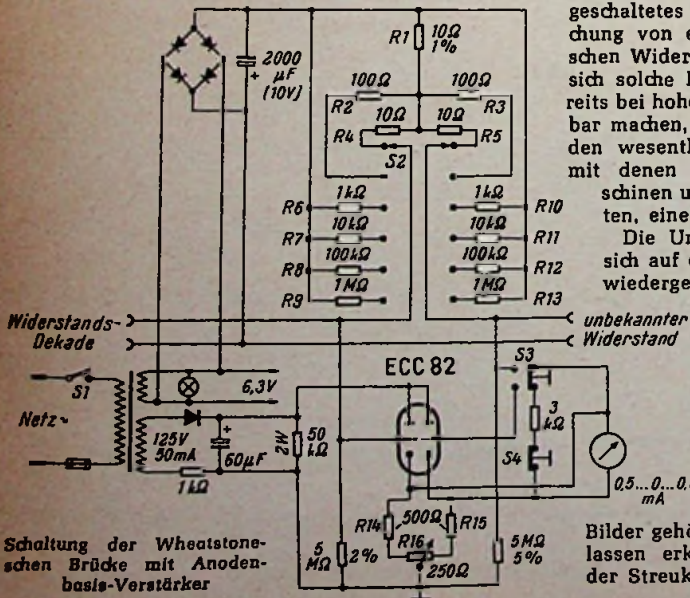 2000
µF
(10V)
R1
10Ω
1%
100Ω
R2
100Ω
R3
10Ω
R4
10Ω
R5
S2
R6
1kΩ
R7
10kΩ
R8
100kΩ
R9
1MΩ
1kΩ
R10
10kΩ
R11
100kΩ
R12
1MΩ
R13
Widerstands-
Dekade
unbekannter
Widerstand
S1
Netz~
6,3V
125V
50mA
60µF
1kΩ
2W
50
kΩ
ECC 82
S3
3
kΩ
S4
0,5...0...0,
mA
R14
500Ω
R15
R16
250Ω
5
MΩ
2%
5MΩ
5%
Schaltung der Wheatstone-
schen Brücke mit Anoden-
basis-Verstärker
geschaltetes
chung von e
schen Wider
sich solche
reits bei hohe
bar machen,
den wesentl
mit denen
schinen u
ten, eine
Die Ur
sich auf
wiederge
Bilder gehö
lassen erk
der Streuk